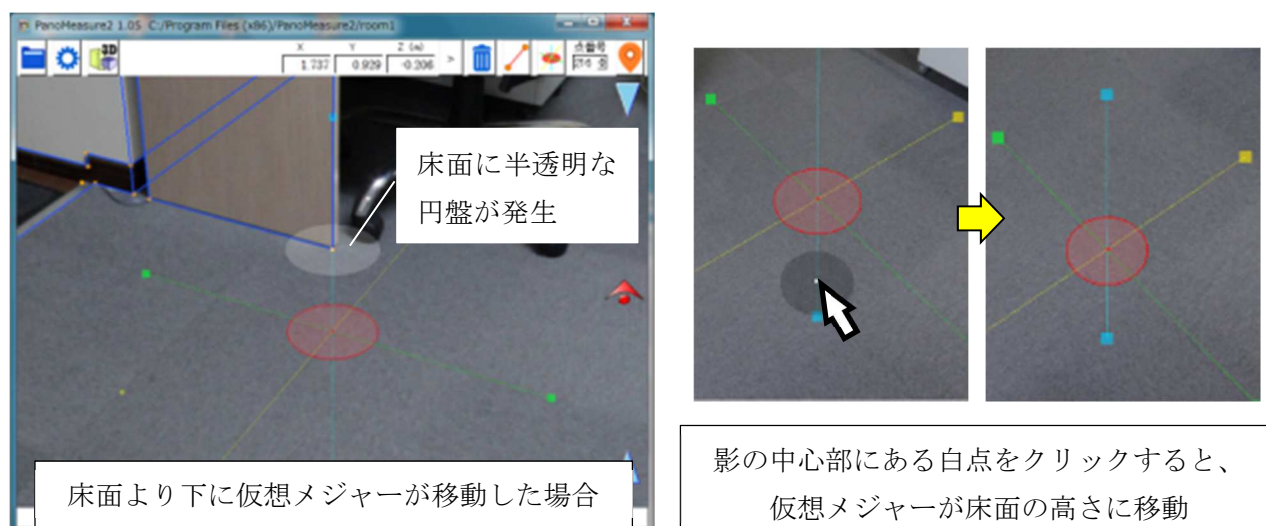 PanoMeasure2 1.05 C:/Program Files (x86)/PanoMeasure2/room1
3D
X Y Z (m)
1.737 0.929 -0.206 >
点番号
床面に半透明な
円盤が発生
床面より下に仮想メジャーが移動した場合
影の中心部にある白点をクリックすると、
仮想メジャーが床面の高さに移動